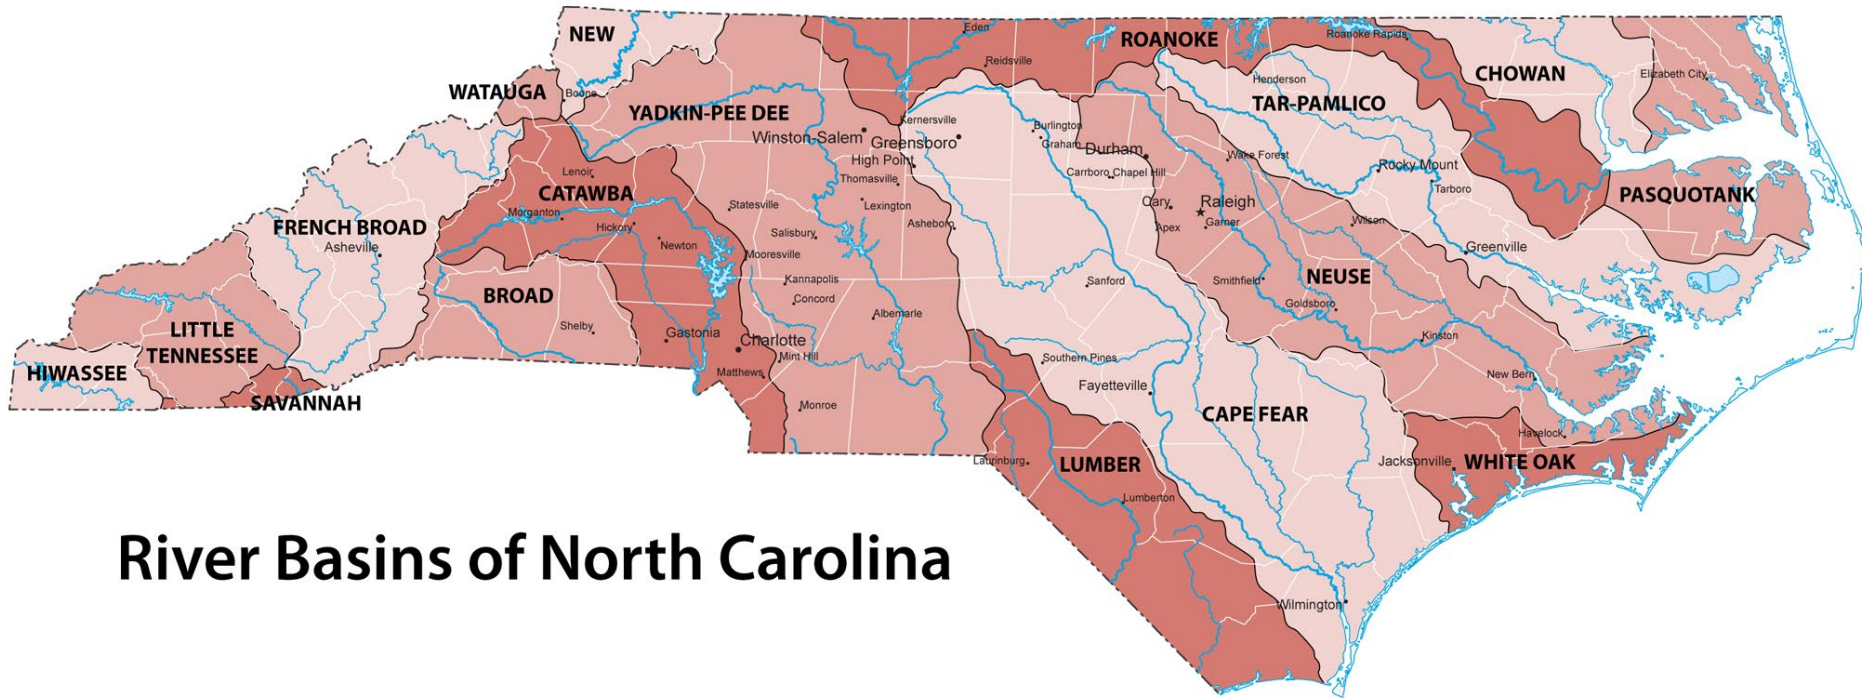 NEW
Eden
ROANOKE
Roanoke Rapids
Reidsville
CHOWAN
Elizabeth City
WATAUGA
Boone
Henderson
TAR-PAMLICO
YADKIN-PEE DEE
Kernersville
Burlington
Winston-Salem
Greensboro
Graham
Durham
Wake Forest
High Point
Rocky Mount
Lenoir
Thomasville
Carrboro
Chapel Hill
Tarboro
CATAWBA
PASQUOTANK
Statesville
Lexington
Cary
Raleigh
Morganton
Hickory
Asheboro
Apex
Garner
Wilson
FRENCH BROAD
Asheville
Salisbury
Newton
Mooresville
Greenville
Kannapolis
Sanford
Smithfield
NEUSE
BROAD
Concord
Goldsboro
Shelby
Albemarle
LITTLE
TENNESSEE
Gastonia
Charlotte
Kinston
Mint Hill
Southern Pines
HIWASSEE
Matthews
New Bern
Fayetteville
SAVANNAH
Monroe
CAPE FEAR
Havelock
Laurinburg
LUMBER
Jacksonville
WHITE OAK
Lumberton
River Basins of North Carolina
Wilmington